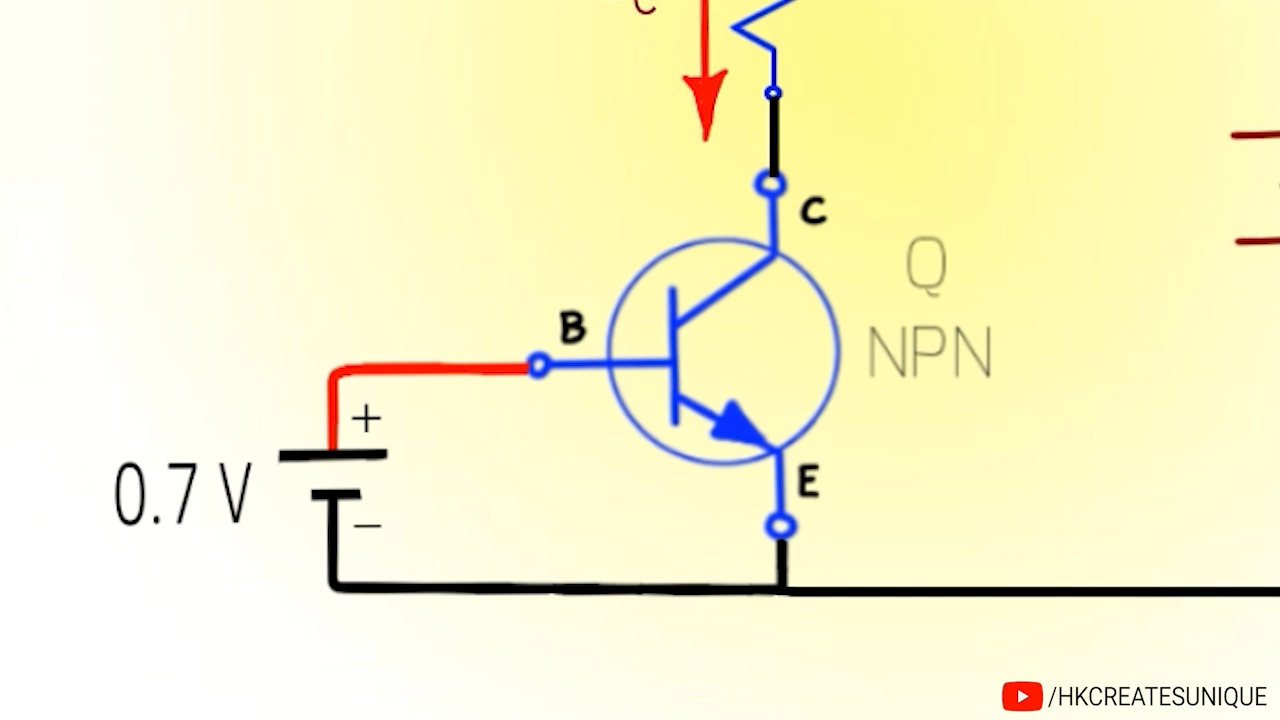 C
C
Q
B
NPN
+
0.7 V
−
E
/HKCREATESUNIQUE